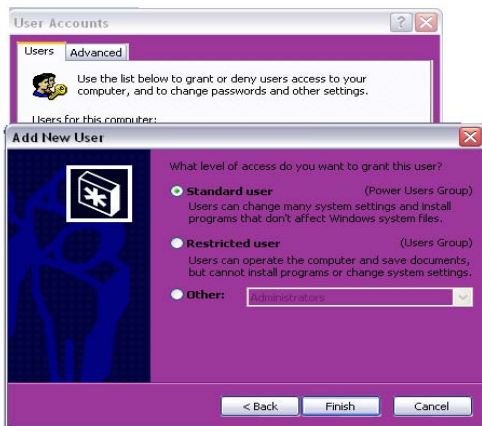 User Accounts
Users
Advanced
Use the list below to grant or deny users access to your
computer, and to change passwords and other settings.
Users for this computer:
Add New User
What level of access do you want to grant this user?
Standard user (Power Users Group)
Users can change many system settings and install
programs that don't affect Windows system files.
Restricted user (Users Group)
Users can operate the computer and save documents,
but cannot install programs or change system settings.
Other: Administrators
< Back Finish Cancel